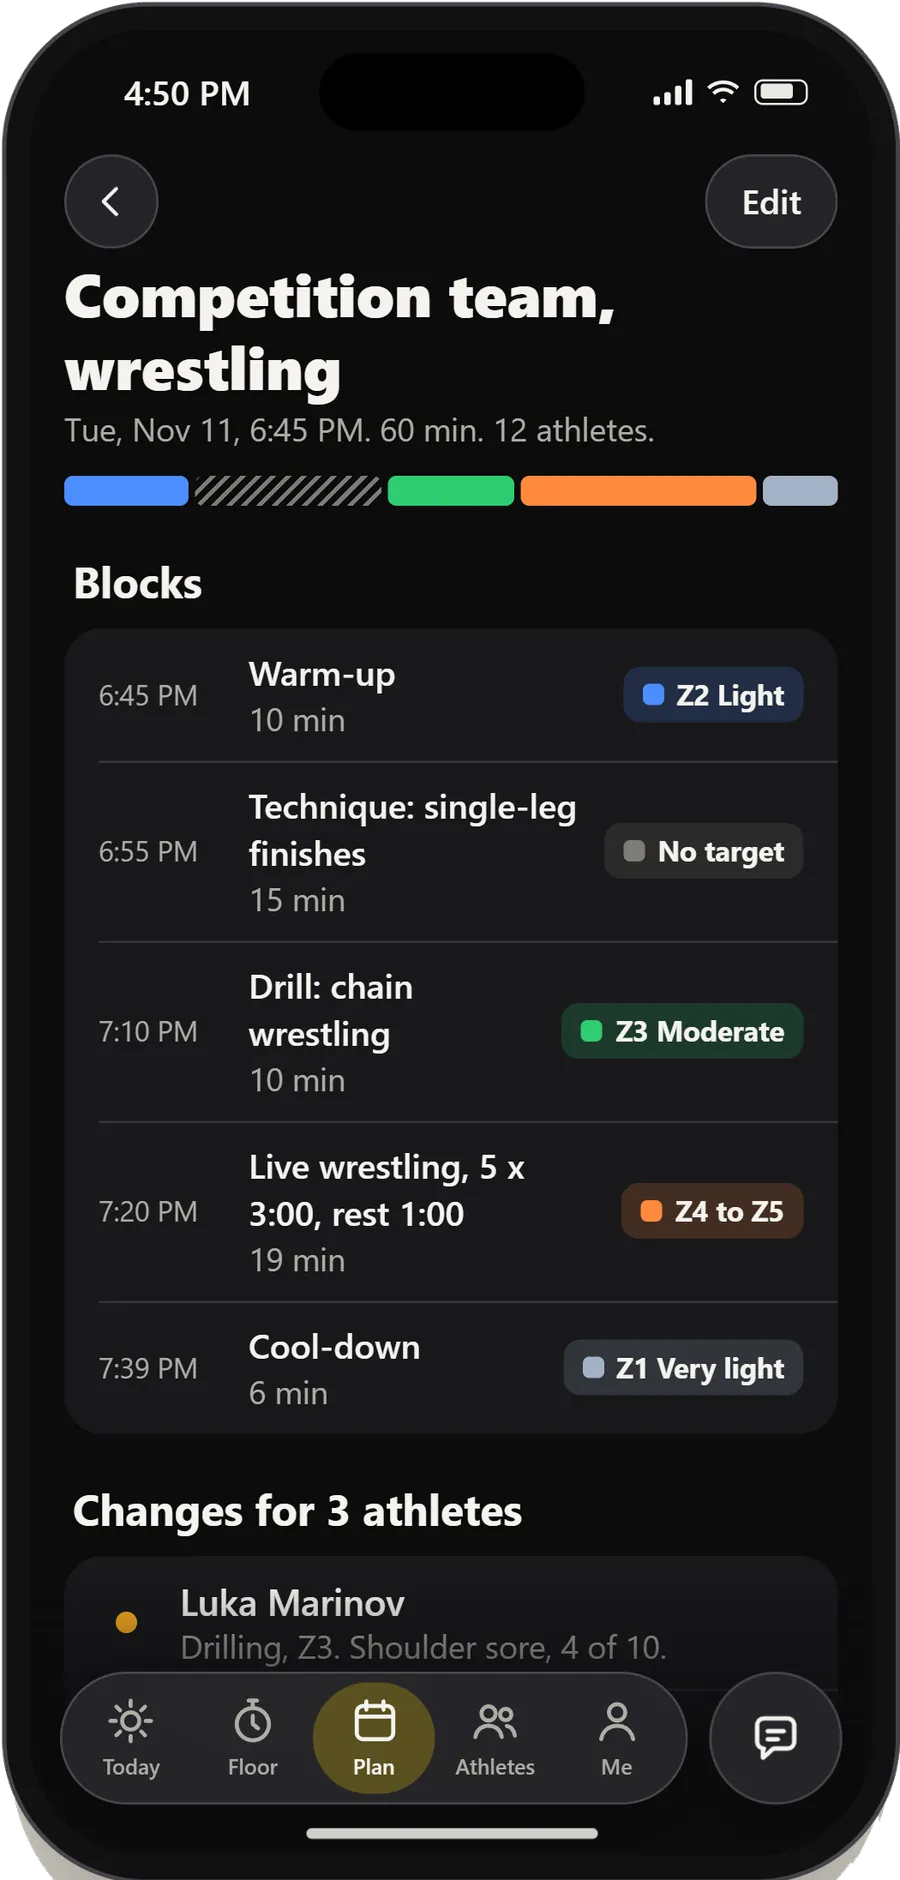 4:50 PM
Edit
Competition team,
wrestling
Tue, Nov 11, 6:45 PM. 60 min. 12 athletes.
Blocks
6:45 PM
Warm-up
10 min
Z2 Light
6:55 PM
Technique: single-leg
finishes
15 min
No target
7:10 PM
Drill: chain
wrestling
10 min
Z3 Moderate
7:20 PM
Live wrestling, 5 x
3:00, rest 1:00
19 min
Z4 to Z5
7:39 PM
Cool-down
6 min
Z1 Very light
Changes for 3 athletes
Luka Marinov
Drilling, Z3. Shoulder sore, 4 of 10.
Today
Floor
Plan
Athletes
Me